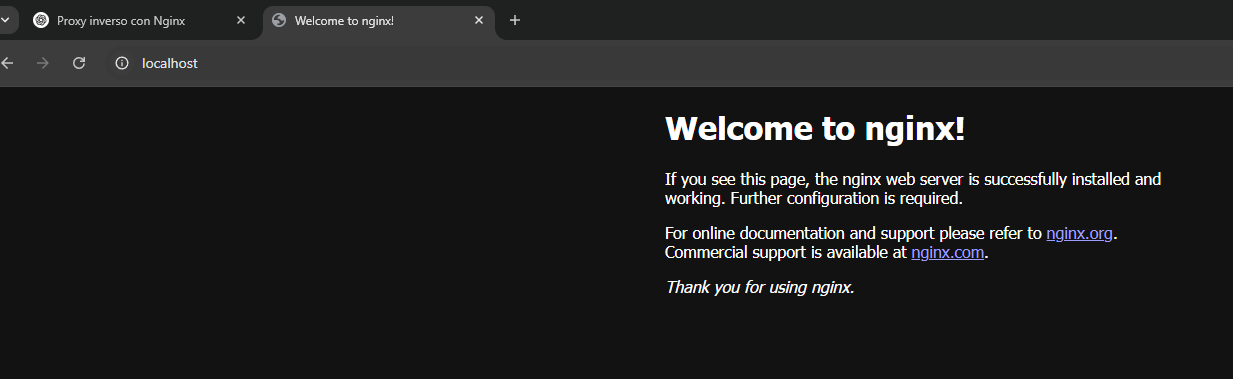 Proxy inverso con Nginx
Welcome to nginx!
localhost
Welcome to nginx!
If you see this page, the nginx web server is successfully installed and
working. Further configuration is required.
For online documentation and support please refer to nginx.org.
Commercial support is available at nginx.com.
Thank you for using nginx.